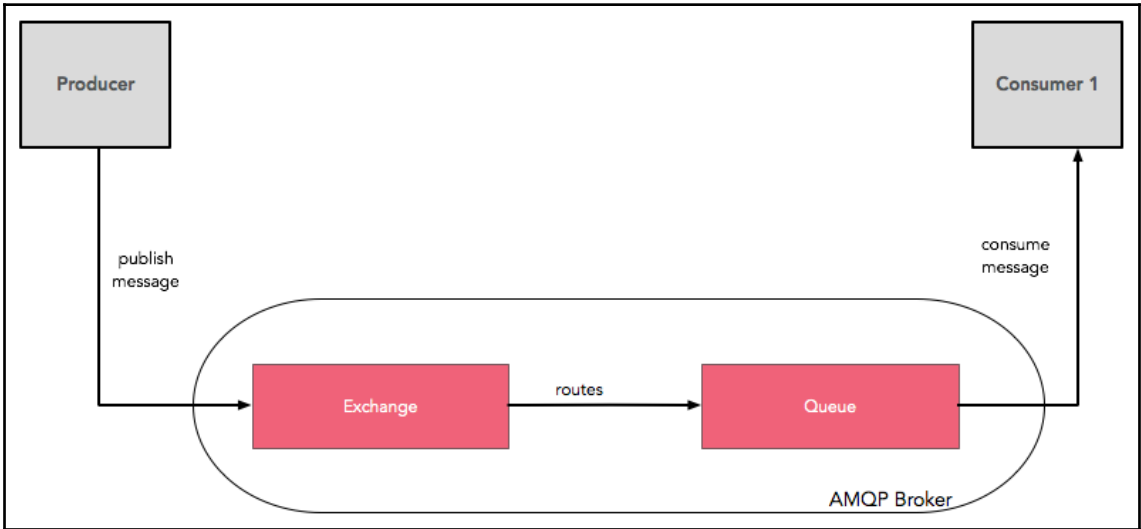 Producer
Consumer 1
publish
message
consume
message
Exchange
routes
Queue
AMQP Broker